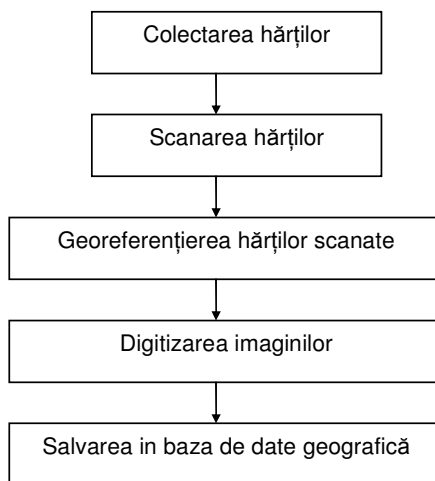 Colectarea hărților
Scanarea hărților
Georeferențierea hărților scanate
Digitizarea imaginilor
Salvarea in baza de date geografică